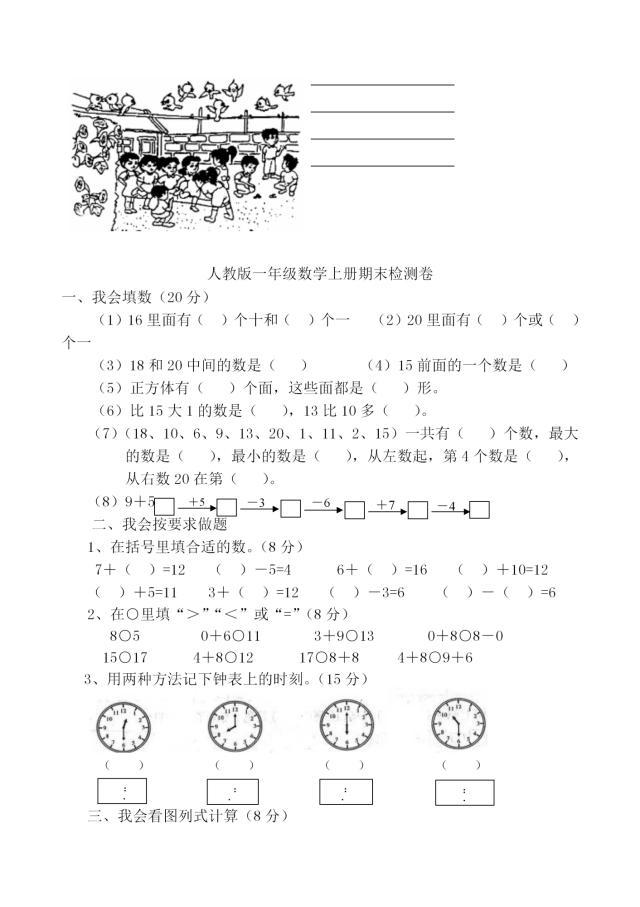 人教版一年级数学上册期末检测卷
一、我会填数（20 分）
（1）16 里面有（　）个十和（　）个一　（2）20 里面有（　）个或（　）
个一
（3）18 和 20 中间的数是（　）　（4）15 前面的一个数是（　）
（5）正方体有（　）个面，这些面都是（　）形。
（6）比 15 大 1 的数是（　），13 比 10 多（　）。
（7）（18、10、6、9、13、20、1、11、2、15）一共有（　）个数，最大
的数是（　），最小的数是（　），从左数起，第 4 个数是（　），
从右数 20 在第（　）。
（8）9＋5 ＋5 －3 －6 ＋7 －4
二、我会按要求做题
1、在括号里填合适的数。（8 分）
7＋（　）=12　（　）－5=4　6＋（　）=16　（　）＋10=12
（　）＋5=11　3＋（　）=12　（　）－3=6　（　）－（　）=6
2、在○里填“＞”“＜”或“=”（8 分）
8○5　0＋6○11　3＋9○13　0＋8○8－0
15○17　4＋8○12　17○8＋8　4＋8○9＋6
3、用两种方法记下钟表上的时刻。（15 分）
（　）　（　）　（　）　（　）
:　:　:　:
三、我会看图列式计算（8 分）